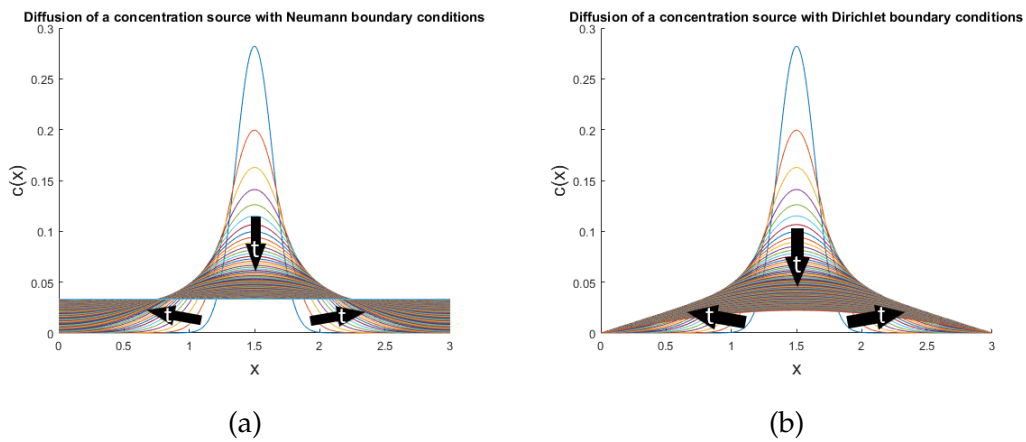 Diffusion of a concentration source with Neumann boundary conditions
0.3
0.25
0.2
0.15
0.1
0.05
0
c(x)
t
t
t
0
0.5
1
1.5
2
2.5
3
x
(a)
Diffusion of a concentration source with Dirichlet boundary conditions
0.3
0.25
0.2
0.15
0.1
0.05
0
c(x)
t
t
t
0
0.5
1
1.5
2
2.5
3
x
(b)